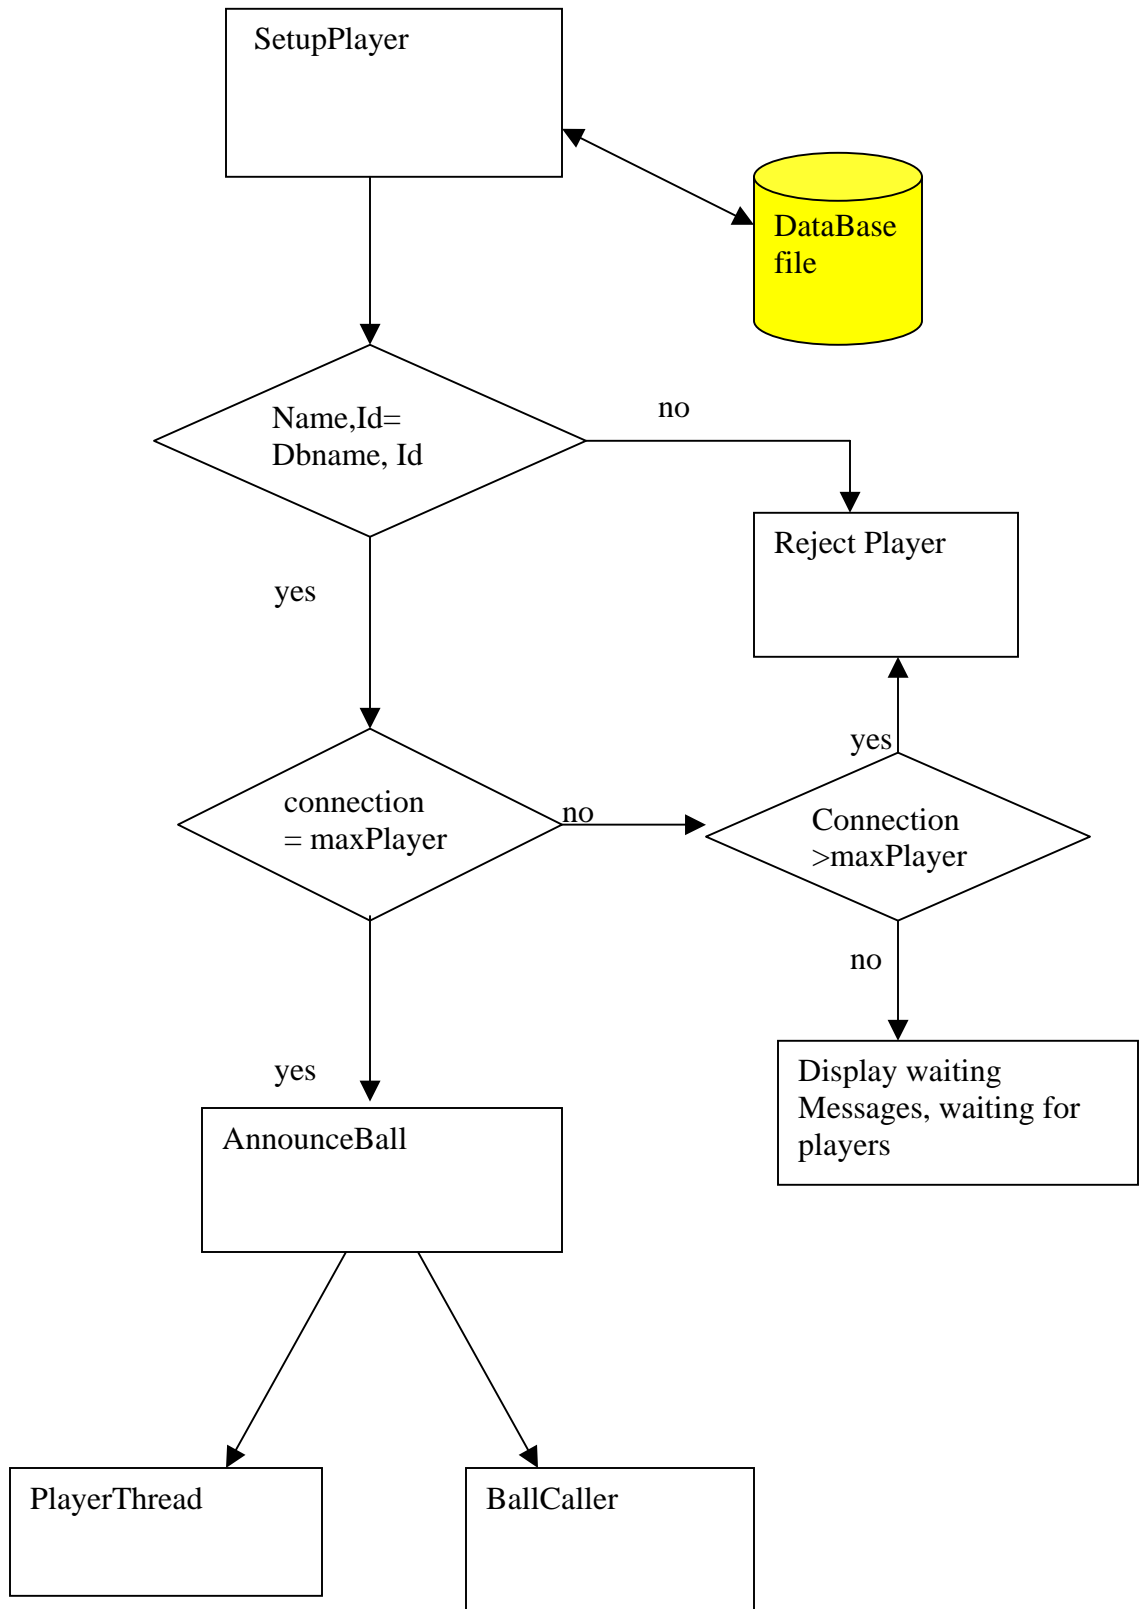 SetupPlayer
DataBase
file
Name,Id=
Dbname, Id
no
Reject Player
yes
connection
= maxPlayer
no
yes
Connection
>maxPlayer
no
yes
Display waiting
Messages, waiting for
players
AnnounceBall
PlayerThread
BallCaller